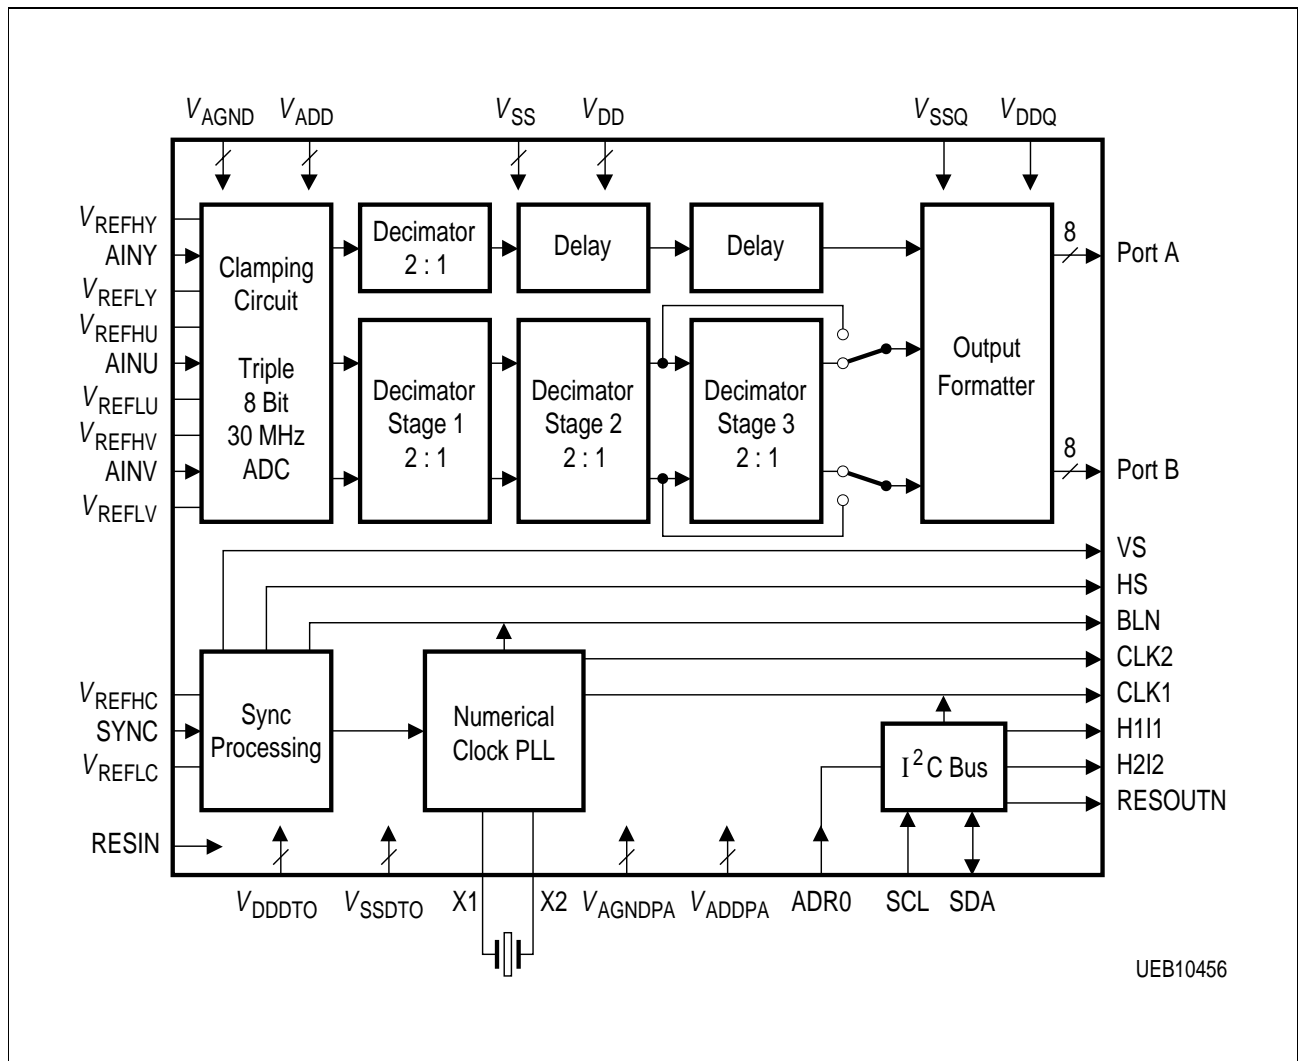 VAGND VADD VSS VDD VSSQ VDDQ
VREFHY
AINY
VREFLY
VREFHU
AINU
VREFLU
VREFHV
AINV
VREFLV
Clamping
Circuit
Triple
8 Bit
30 MHz
ADC
Decimator
2 : 1
Delay
Delay
Decimator
Stage 1
2 : 1
Decimator
Stage 2
2 : 1
Decimator
Stage 3
2 : 1
Output
Formatter
8
Port A
8
Port B
VS
HS
BLN
CLK2
CLK1
H1I1
H2I2
RESOUTN
VREFHC
SYNC
VREFLC
RESIN
Sync
Processing
Numerical
Clock PLL
I2C Bus
VDDDTO VSSDTO X1 X2 VAGNDPA VADDPA ADR0 SCL SDA
UEB10456